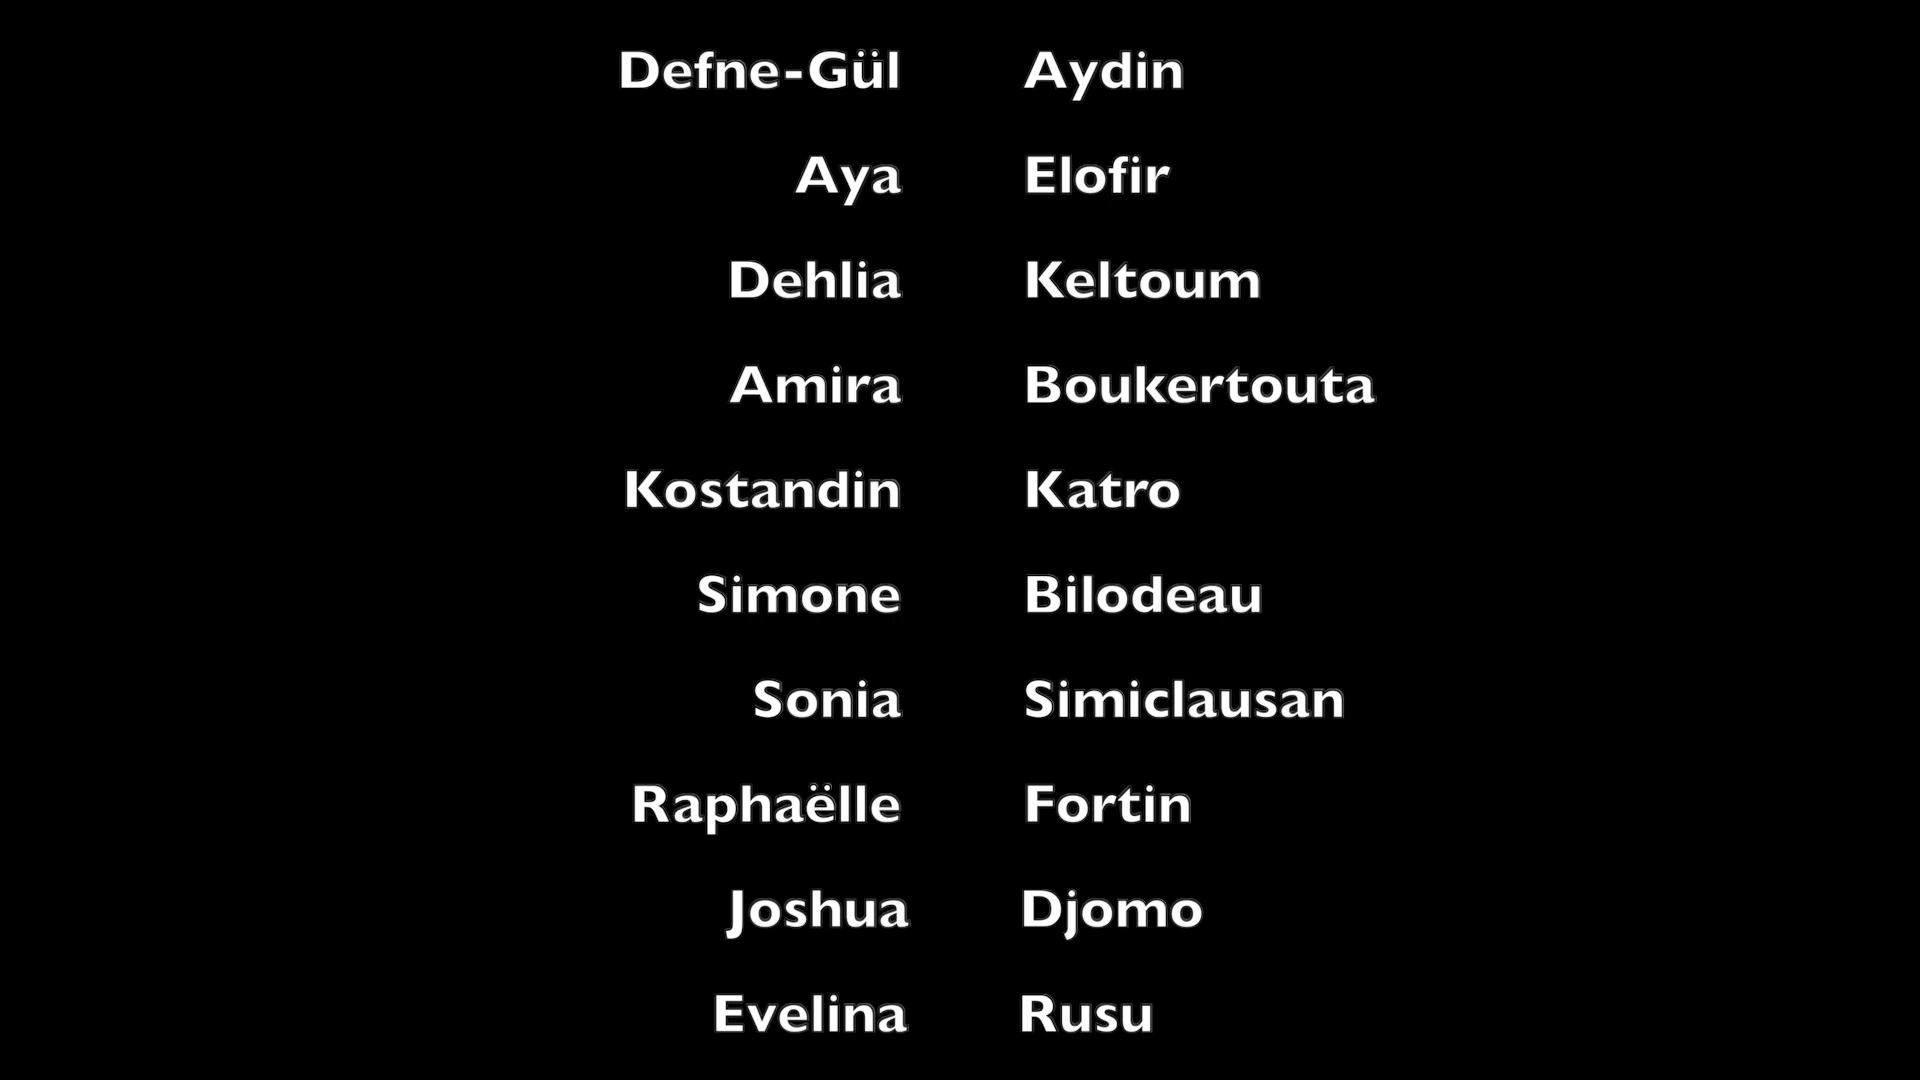 Defne-Gül Aydin
Aya Elofir
Dehlia Keltoum
Amira Boukertouta
Kostandin Katro
Simone Bilodeau
Sonia Simiclausan
Raphaëlle Fortin
Joshua Djomo
Evelina Rusu